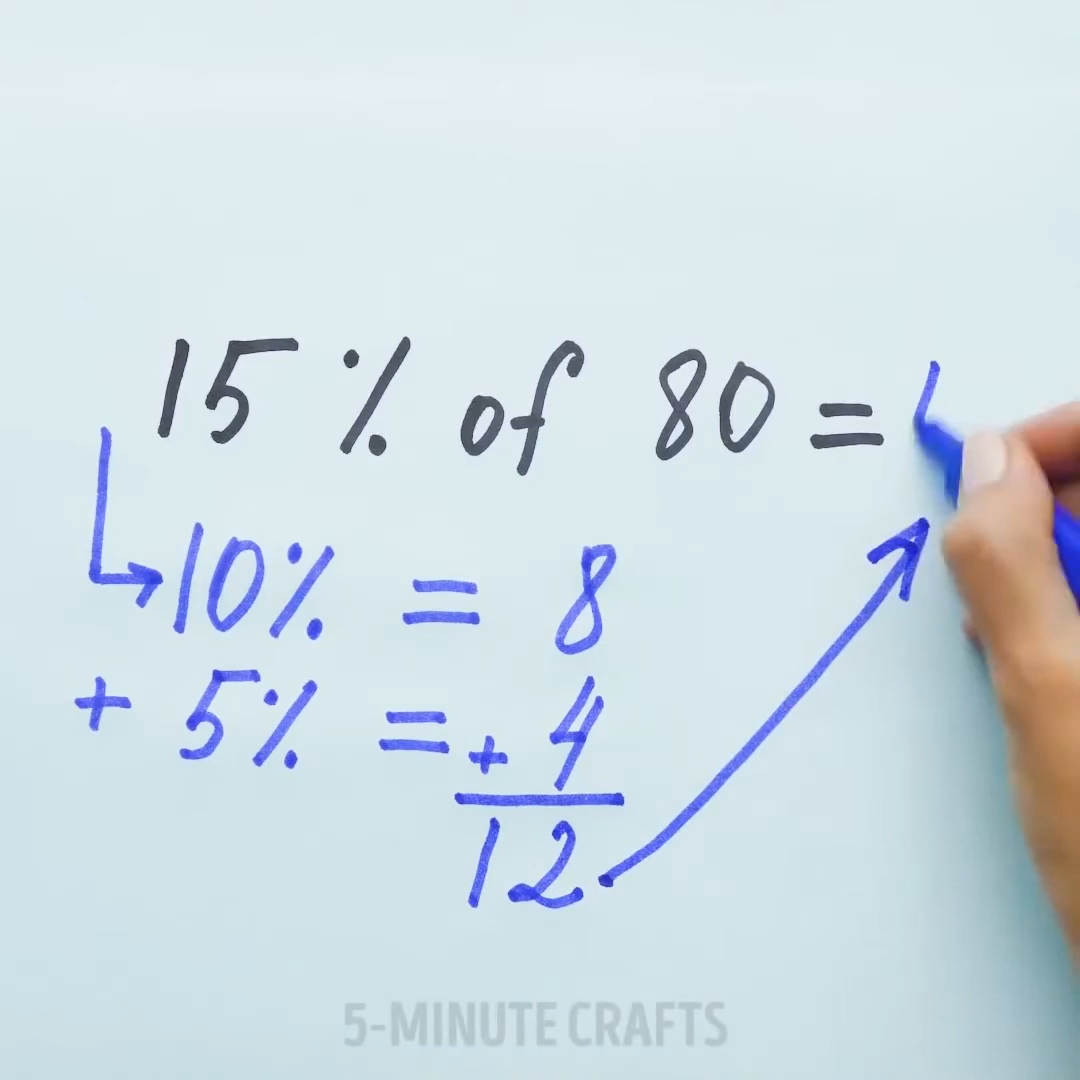 15% of 80 =
10% = 8
+ 5% = + 4
12
5-MINUTE CRAFTS